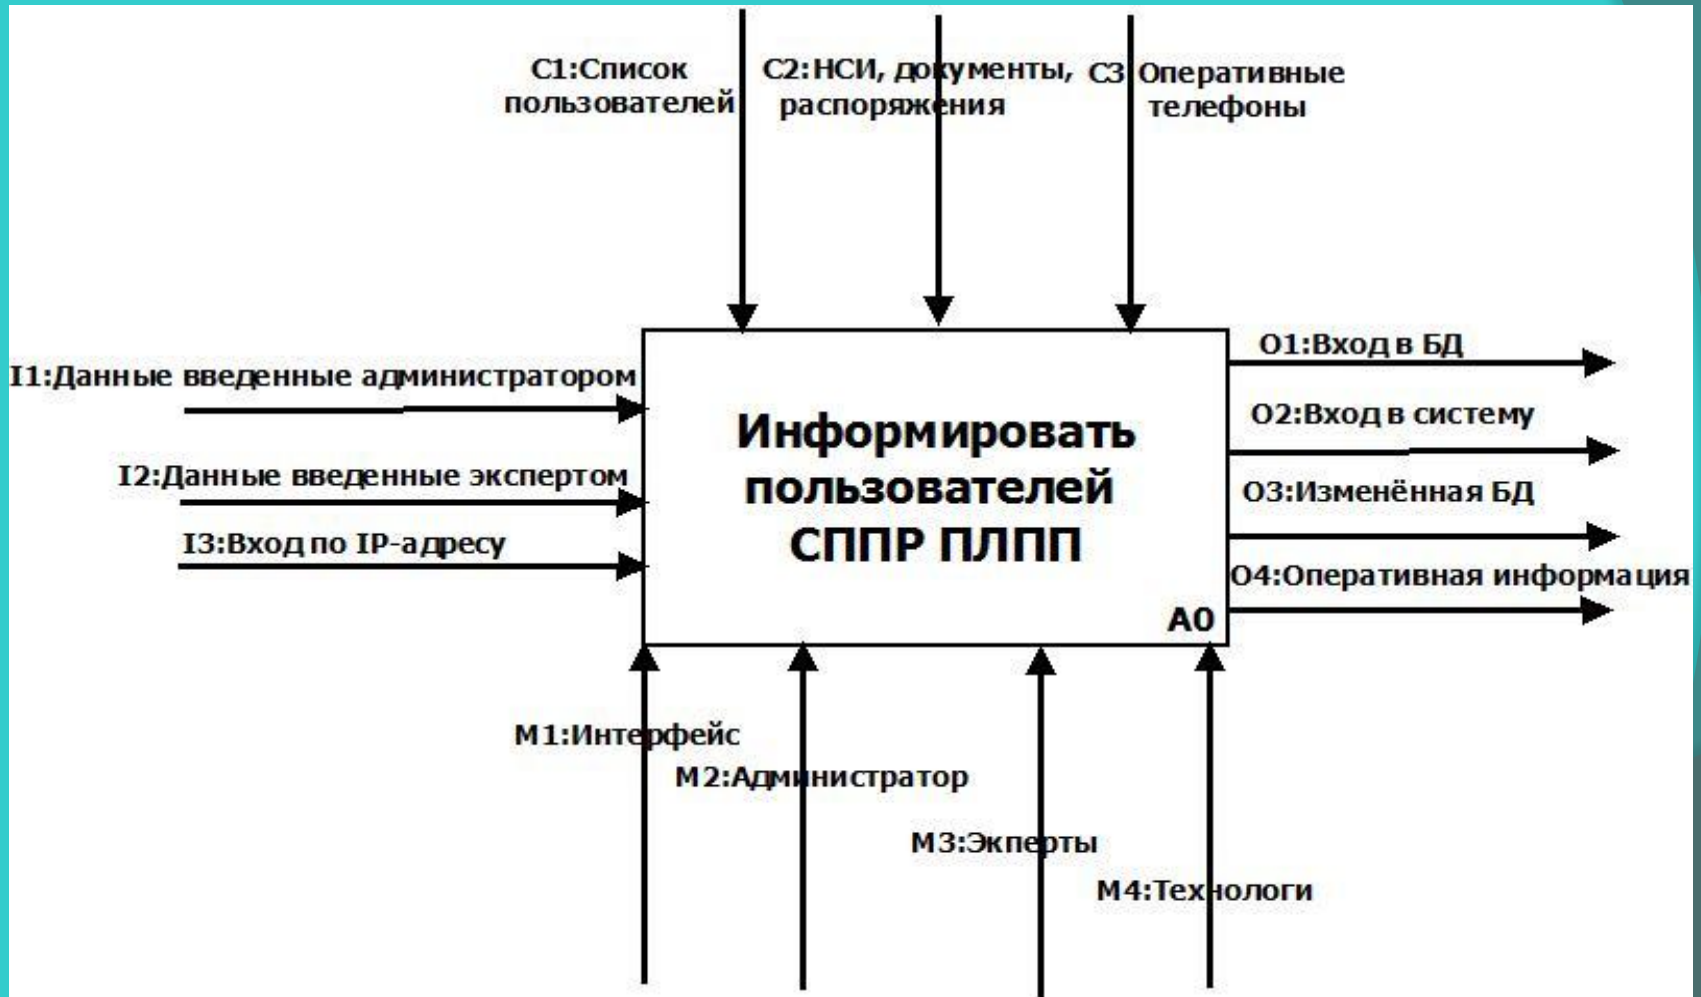 С1:Список
пользователей
С2:НСИ, документы,
распоряжения
С3 Оперативные
телефоны
I1:Данные введенные администратором
I2:Данные введенные экспертом
I3:Вход по IP-адресу
Информировать
пользователей
СППР ПЛПП
А0
О1:Вход в БД
О2:Вход в систему
О3:Изменённая БД
О4:Оперативная информация
М1:Интерфейс
М2:Администратор
М3:Экперты
М4:Технологи